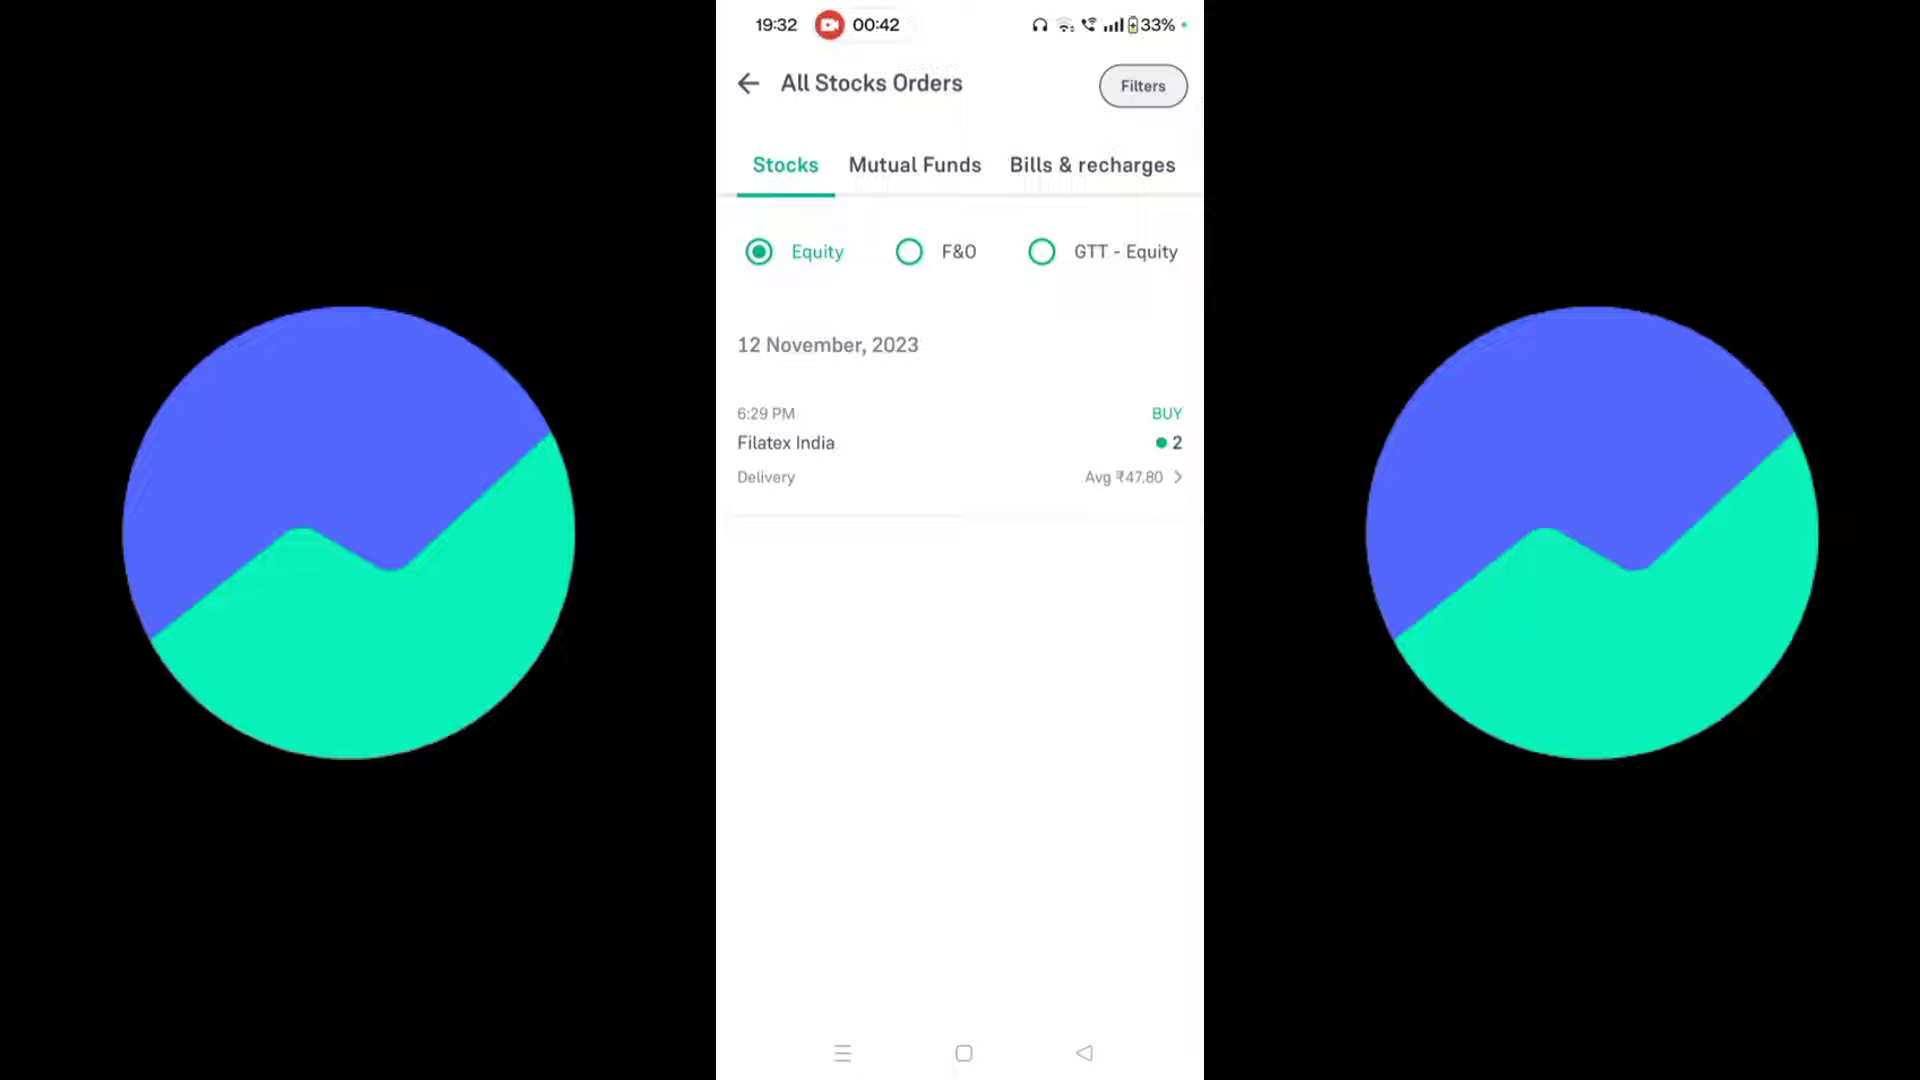 19:32 00:42 33%
All Stocks Orders Filters
Stocks Mutual Funds Bills & recharges
Equity F&O GTT - Equity
12 November, 2023
6:29 PM BUY
Filatex India 2
Delivery Avg ₹47.80